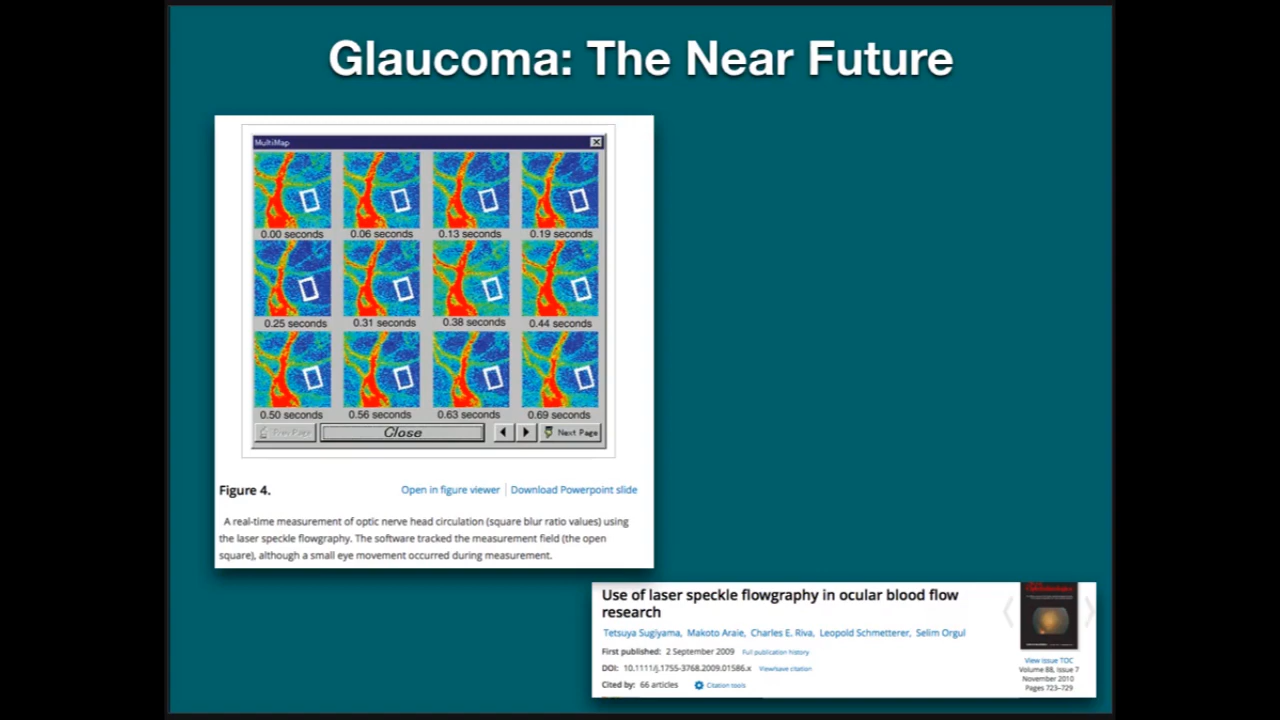 Glaucoma: The Near Future
MultiMap
0.00 seconds 0.06 seconds 0.13 seconds 0.19 seconds
0.25 seconds 0.31 seconds 0.38 seconds 0.44 seconds
0.50 seconds 0.56 seconds 0.63 seconds 0.69 seconds
Prev Page Close Next Page
Figure 4. Open in figure viewer Download Powerpoint slide
A real-time measurement of optic nerve head circulation (square blur ratio values) using
the laser speckle flowgraphy. The software tracked the measurement field (the open
square), although a small eye movement occurred during measurement.
Use of laser speckle flowgraphy in ocular blood flow
research
Tetsuya Sugiyama, Makoto Araie, Charles E. Riva, Leopold Schmetterer, Selim Orgul
First published: 2 September 2009 Full publication history
DOI: 10.1111/j.1755-3768.2009.01586.x View/save citation
Cited by: 66 articles Citation tools
View issue TOC
Volume 88, Issue 7
November 2010
Pages 723–729